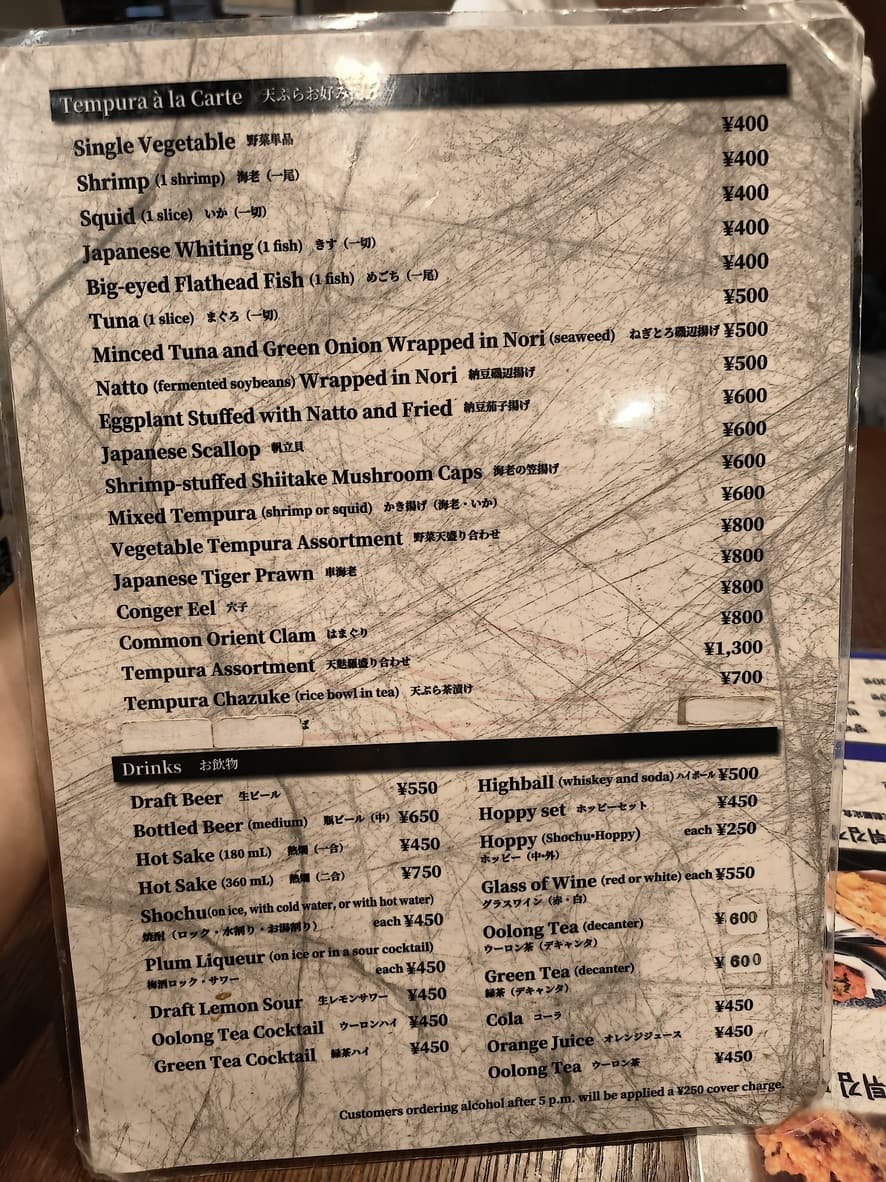 Tempura à la Carte 天ぷらお好み
Single Vegetable 野菜単品 ¥400
Shrimp (1 shrimp) 海老（一尾） ¥400
Squid (1 slice) いか（一切） ¥400
Japanese Whiting (1 fish) きす（一切） ¥400
Big-eyed Flathead Fish (1 fish) めごち（一尾） ¥400
Tuna (1 slice) まぐろ（一切） ¥500
Minced Tuna and Green Onion Wrapped in Nori (seaweed) ねぎとろ磯辺揚げ ¥500
Natto (fermented soybeans) Wrapped in Nori 納豆磯辺揚げ ¥500
Eggplant Stuffed with Natto and Fried 納豆茄子揚げ ¥600
Japanese Scallop 帆立貝 ¥600
Shrimp-stuffed Shiitake Mushroom Caps 海老の笠揚げ ¥600
Mixed Tempura (shrimp or squid) かき揚げ（海老・いか） ¥600
Vegetable Tempura Assortment 野菜天盛り合わせ ¥800
Japanese Tiger Prawn 車海老 ¥800
Conger Eel 穴子 ¥800
Common Orient Clam はまぐり ¥800
Tempura Assortment 天麩羅盛り合わせ ¥1,300
Tempura Chazuke (rice bowl in tea) 天ぷら茶漬け ¥700
Drinks お飲物
Draft Beer 生ビール ¥550
Bottled Beer (medium) 瓶ビール（中） ¥650
Hot Sake (180 mL) 熱燗（一合） ¥450
Hot Sake (360 mL) 熱燗（二合） ¥750
Shochu(on ice, with cold water, or with hot water)
焼酎（ロック・水割り・お湯割り） each ¥450
Plum Liqueur (on ice or in a sour cocktail)
梅酒ロック・サワー each ¥450
Draft Lemon Sour 生レモンサワー ¥450
Oolong Tea Cocktail ウーロンハイ ¥450
Green Tea Cocktail 緑茶ハイ ¥450
Highball (whiskey and soda) ハイボール ¥500
Hoppy set ホッピーセット ¥450
Hoppy (Shochu・Hoppy) each ¥250
ホッピー（中・外）
Glass of Wine (red or white) each ¥550
グラスワイン（赤・白）
Oolong Tea (decanter) ¥600
ウーロン茶（デキャンタ）
Green Tea (decanter) ¥600
緑茶（デキャンタ）
Cola コーラ ¥450
Orange Juice オレンジジュース ¥450
Oolong Tea ウーロン茶 ¥450
Customers ordering alcohol after 5 p.m. will be applied a ¥250 cover charge.